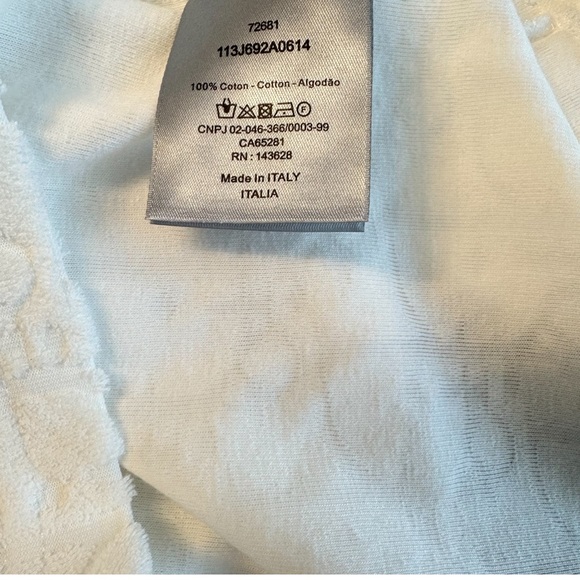 72681
113J692A0614
100% Coton - Cotton - Algodão
F
CNPJ 02-046-366/0003-99
CA65281
RN : 143628
Made In ITALY
ITALIA